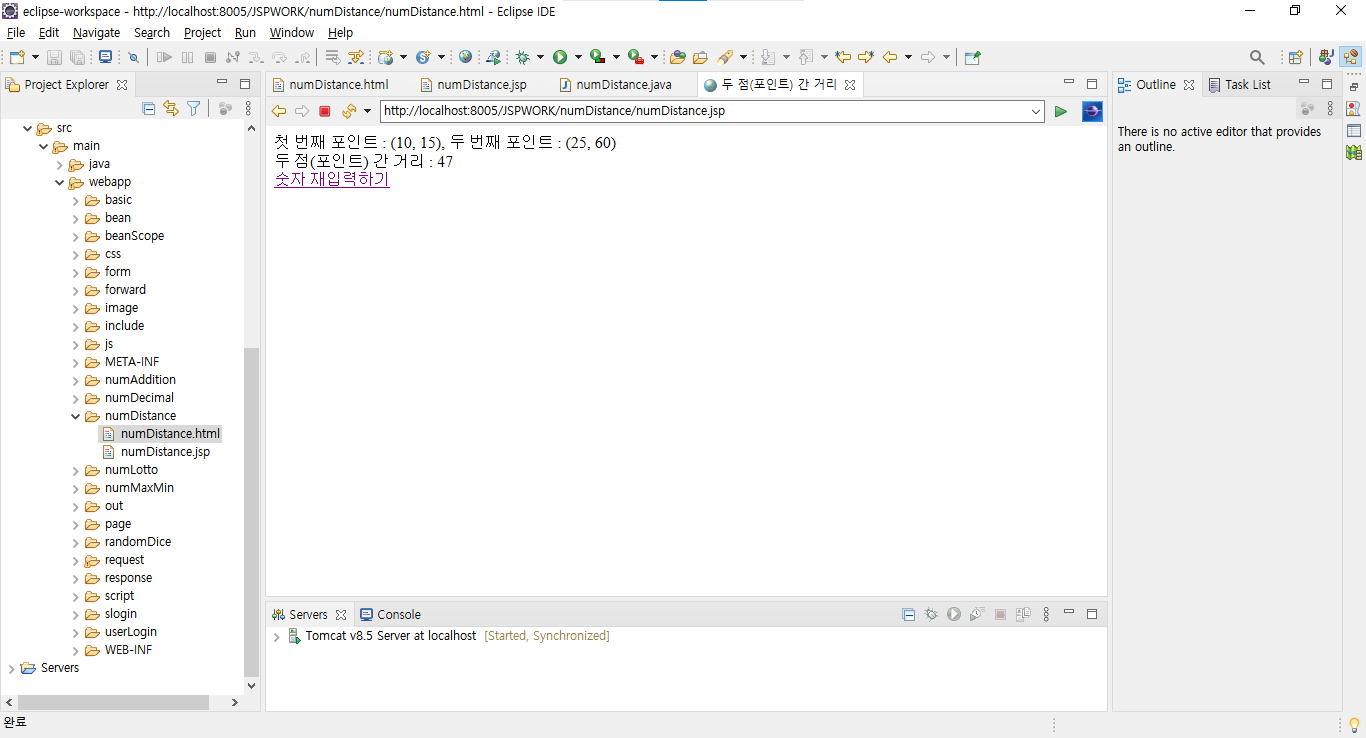 eclipse-workspace - http://localhost:8005/JSPWORK/numDistance/numDistance.html - Eclipse IDE
File Edit Navigate Search Project Run Window Help
Project Explorer
src
main
java
webapp
basic
bean
beanScope
css
form
forward
image
include
js
META-INF
numAddition
numDecimal
numDistance
numDistance.html
numDistance.jsp
numLotto
numMaxMin
out
page
randomDice
request
response
script
slogin
userLogin
WEB-INF
Servers
numDistance.html numDistance.jsp numDistance.java 두 점(포인트) 간 거리
http://localhost:8005/JSPWORK/numDistance/numDistance.jsp
첫 번째 포인트 : (10, 15), 두 번째 포인트 : (25, 60)
두 점(포인트) 간 거리 : 47
숫자 재입력하기
Servers Console
Tomcat v8.5 Server at localhost [Started, Synchronized]
Outline Task List
There is no active editor that provides
an outline.
완료